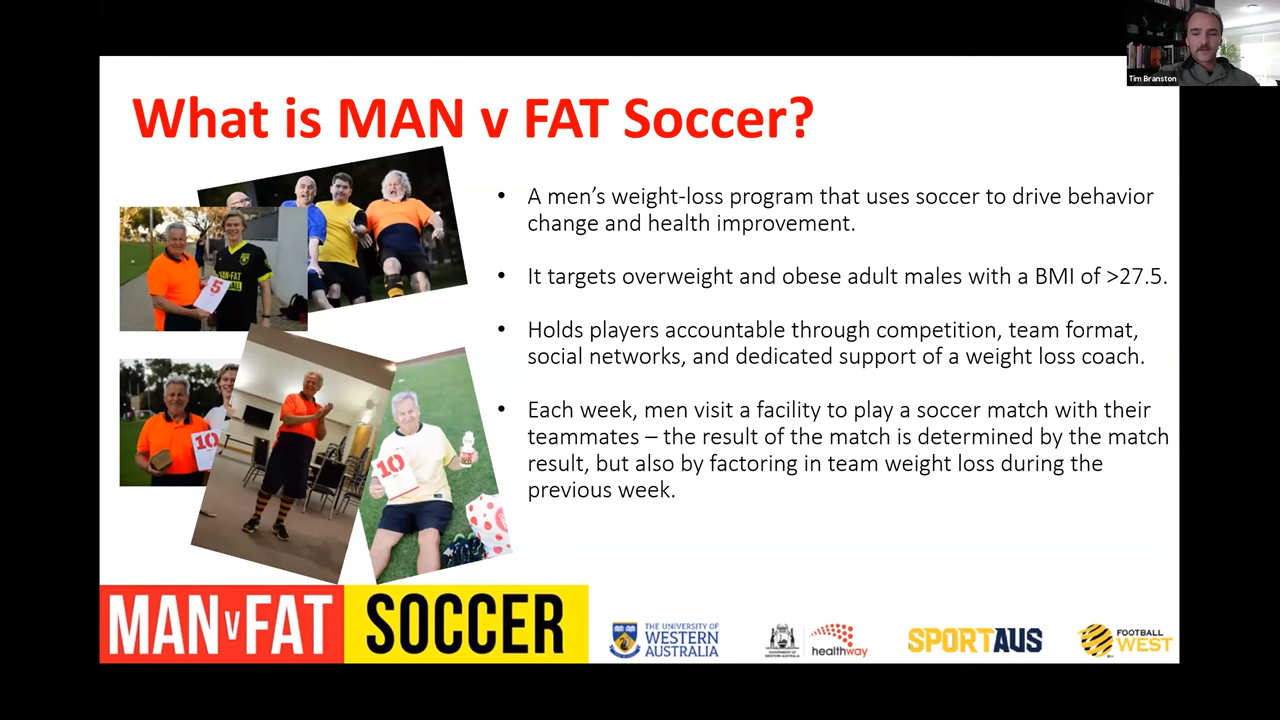 Tim Branston
What is MAN v FAT Soccer?
• A men’s weight-loss program that uses soccer to drive behavior
change and health improvement.
• It targets overweight and obese adult males with a BMI of >27.5.
• Holds players accountable through competition, team format,
social networks, and dedicated support of a weight loss coach.
• Each week, men visit a facility to play a soccer match with their
teammates – the result of the match is determined by the match
result, but also by factoring in team weight loss during the
previous week.
MAN-FAT
5
10
10
MAN v FAT SOCCER
THE UNIVERSITY OF
WESTERN
AUSTRALIA
GOVERNMENT OF
WESTERN AUSTRALIA
healthway
SPORTAUS
FOOTBALL
WEST